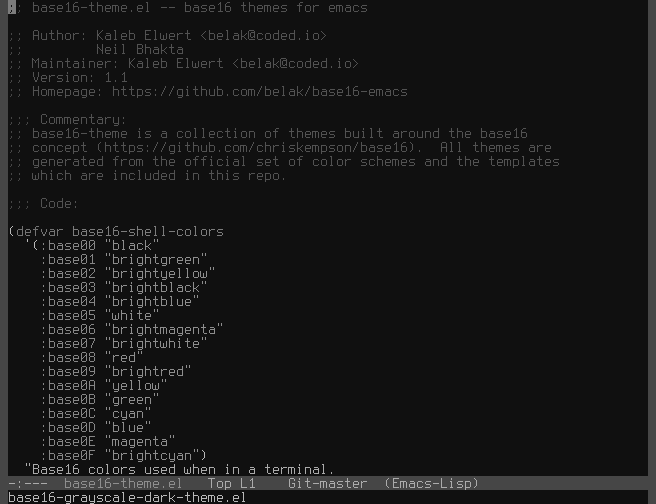 ;; base16-theme.el -- base16 themes for emacs
;; Author: Kaleb Elwert <belak@coded.io>
;;         Neil Bhakta
;; Maintainer: Kaleb Elwert <belak@coded.io>
;; Version: 1.1
;; Homepage: https://github.com/belak/base16-emacs
;;; Commentary:
;; base16-theme is a collection of themes built around the base16
;; concept (https://github.com/chriskempson/base16).  All themes are
;; generated from the official set of color schemes and the templates
;; which are included in this repo.
;;; Code:
(defvar base16-shell-colors
  '(:base00 "black"
    :base01 "brightgreen"
    :base02 "brightyellow"
    :base03 "brightblack"
    :base04 "brightblue"
    :base05 "white"
    :base06 "brightmagenta"
    :base07 "brightwhite"
    :base08 "red"
    :base09 "brightred"
    :base0A "yellow"
    :base0B "green"
    :base0C "cyan"
    :base0D "blue"
    :base0E "magenta"
    :base0F "brightcyan")
  "Base16 colors used when in a terminal.
-:---  base16-theme.el   Top L1    Git-master  (Emacs-Lisp)
base16-grayscale-dark-theme.el